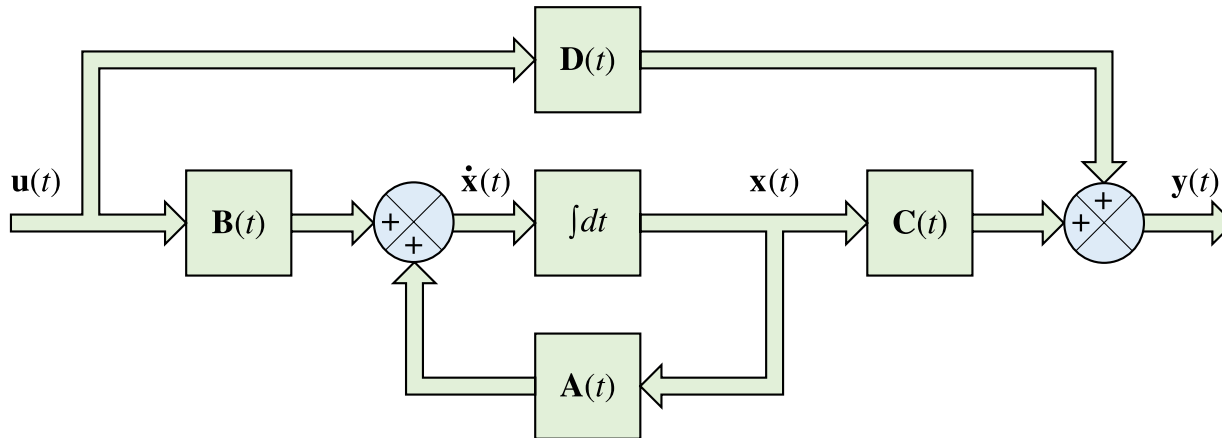 D(t)
u(t)
ẋ(t)
x(t)
y(t)
B(t)
+
+
∫dt
C(t)
+
+
A(t)